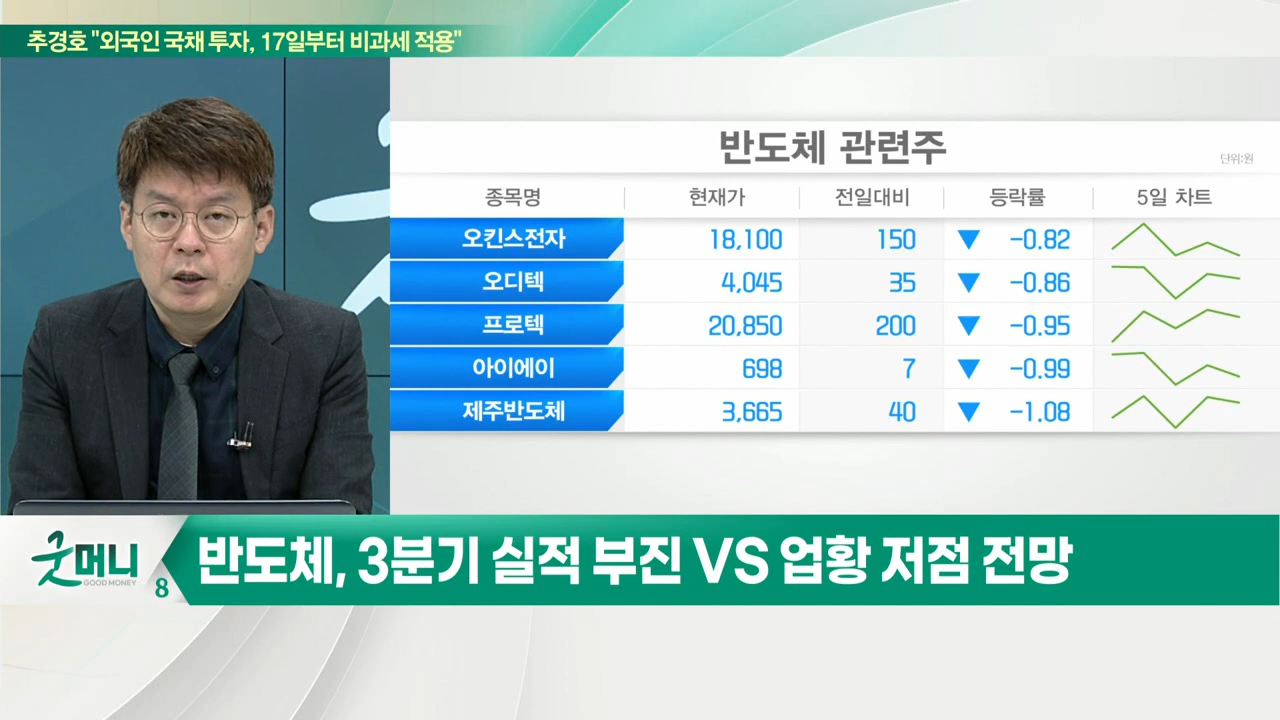 추경호 "외국인 국채 투자, 17일부터 비과세 적용"
반도체 관련주
단위:원
종목명 현재가 전일대비 등락률 5일 차트
오킨스전자 18,100 150 ▼ -0.82
오디텍 4,045 35 ▼ -0.86
프로텍 20,850 200 ▼ -0.95
아이에이 698 7 ▼ -0.99
제주반도체 3,665 40 ▼ -1.08
굿머니
GOOD MONEY
8
반도체, 3분기 실적 부진 VS 업황 저점 전망